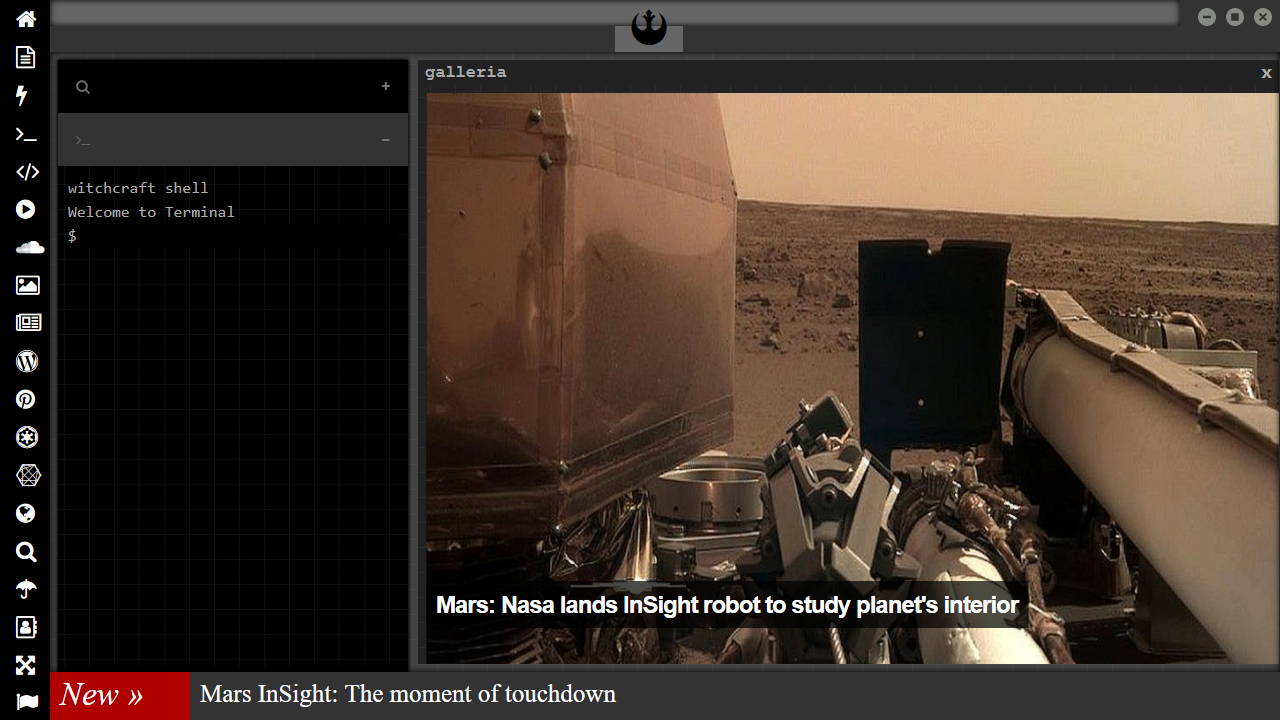 galleria
x
+
>_
−
witchcraft shell
Welcome to Terminal
$
Mars: Nasa lands InSight robot to study planet's interior
New »
Mars InSight: The moment of touchdown